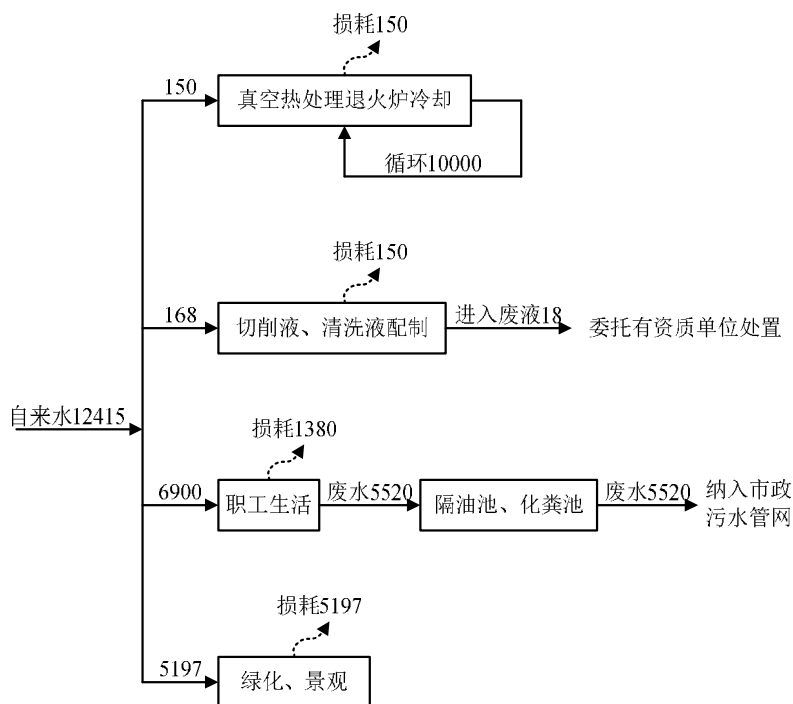 损耗150
150
真空热处理退火炉冷却
循环10000
损耗150
168
切削液、清洗液配制
进入废液18
委托有资质单位处置
自来水12415
损耗1380
6900
职工生活
废水5520
隔油池、化粪池
废水5520
纳入市政
污水管网
损耗5197
5197
绿化、景观